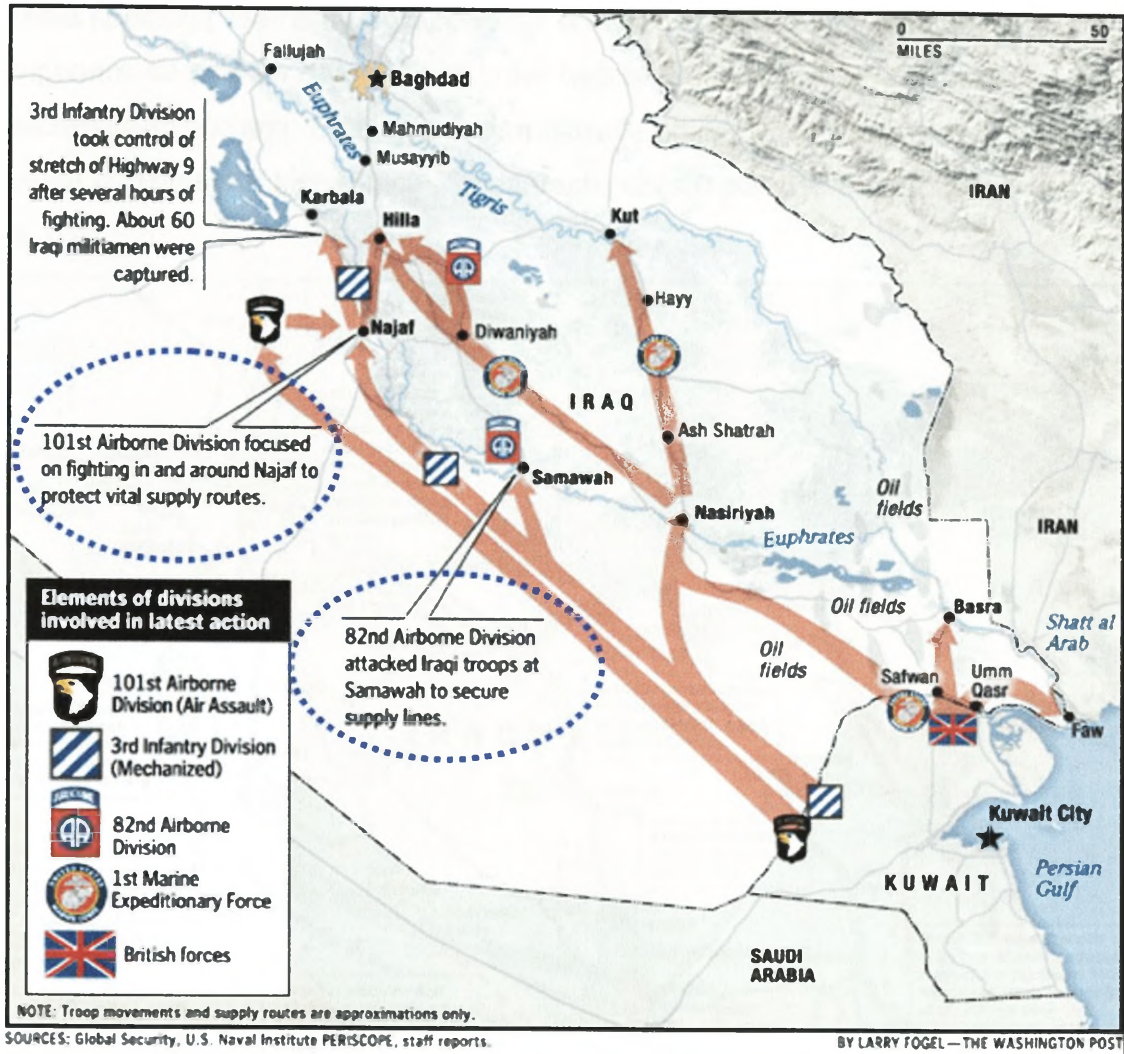 0 50
MILES
Fallujah
Baghdad
Euphrates
Mahmudiyah
Musayyib
3rd Infantry Division
took control of
stretch of Highway 9
after several hours of
fighting. About 60
Iraqi militiamen were
captured.
Karbala
Hilla
Tigris
Kut
IRAN
Hayy
Najaf
Diwaniyah
IRAQ
101st Airborne Division focused
on fighting in and around Najaf to
protect vital supply routes.
Ash Shatrah
Samawah
Oil
fields
Nasiriyah
IRAN
Euphrates
Elements of divisions
involved in latest action
101st Airborne
Division (Air Assault)
3rd Infantry Division
(Mechanized)
82nd Airborne
Division
1st Marine
Expeditionary Force
British forces
82nd Airborne Division
attacked Iraqi troops at
Samawah to secure
supply lines.
Oil fields
Basra
Shatt al
Arab
Oil
fields
Safwan
Umm
Qasr
Faw
Kuwait City
Persian
Gulf
KUWAIT
SAUDI
ARABIA
NOTE: Troop movements and supply routes are approximations only.
SOURCES: Global Security, U.S. Naval Institute PERISCOPE, staff reports.
BY LARRY FOGEL—THE WASHINGTON POST